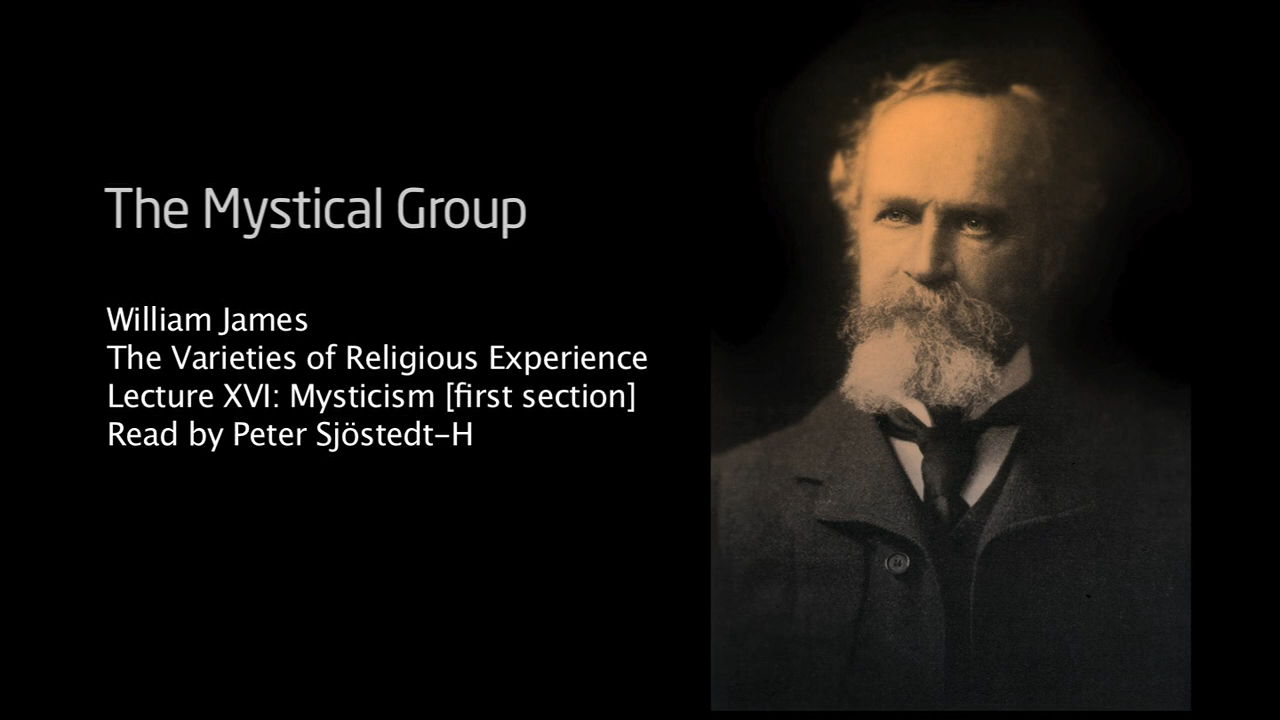 The Mystical Group
William James
The Varieties of Religious Experience
Lecture XVI: Mysticism [first section]
Read by Peter Sjöstedt-H